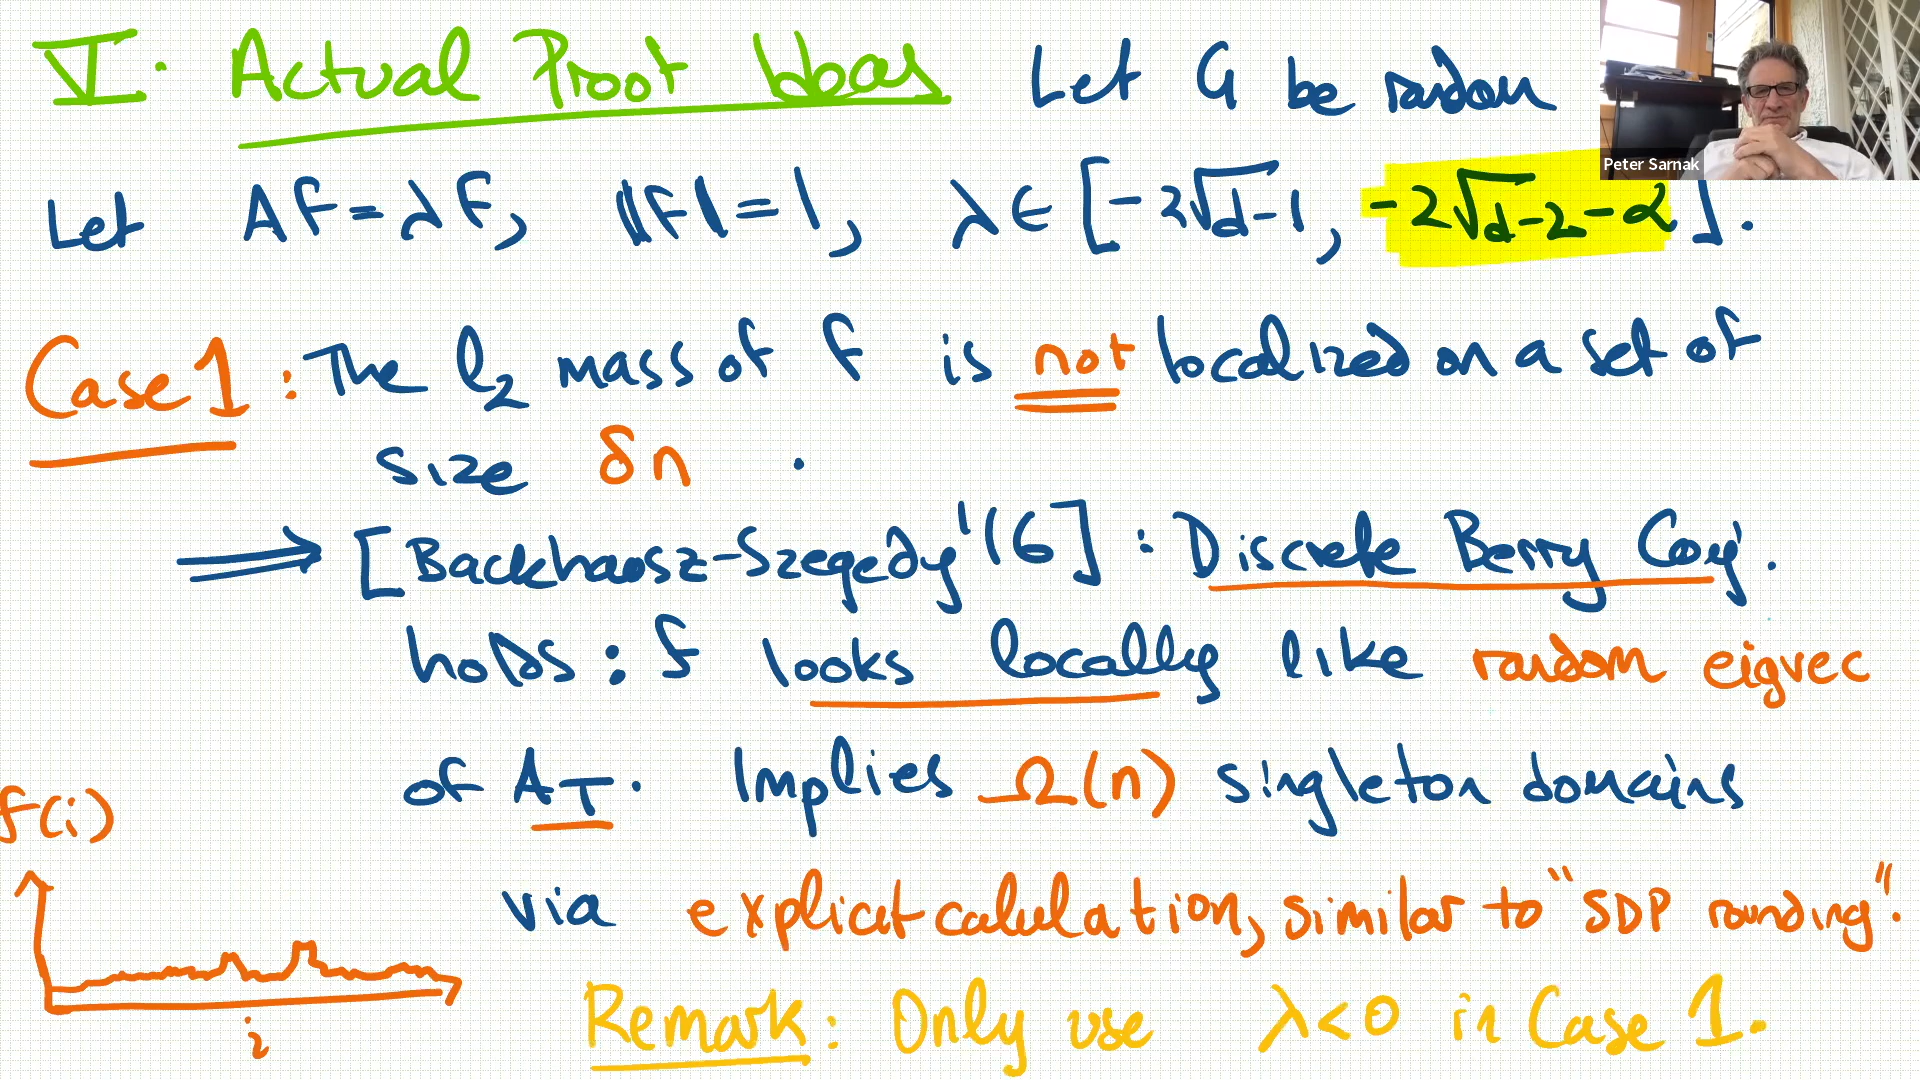 V. Actual Proof Ideas Let G be random
Peter Sarnak
Let Af=λf, ‖f‖=1, λ∈[-2√d-1, -2√d-2-α].
Case 1: The l₂ mass of f is not localized on a set of
size δn.
⟹ [Backhausz-Szegedy'16]: Discrete Berry Conj.
holds: f looks locally like random eigvec
of A_T. Implies Ω(n) singleton domains
via explicit calculation, similar to "SDP rounding".
f(i)
i
Remark: Only use λ<0 in Case 1.